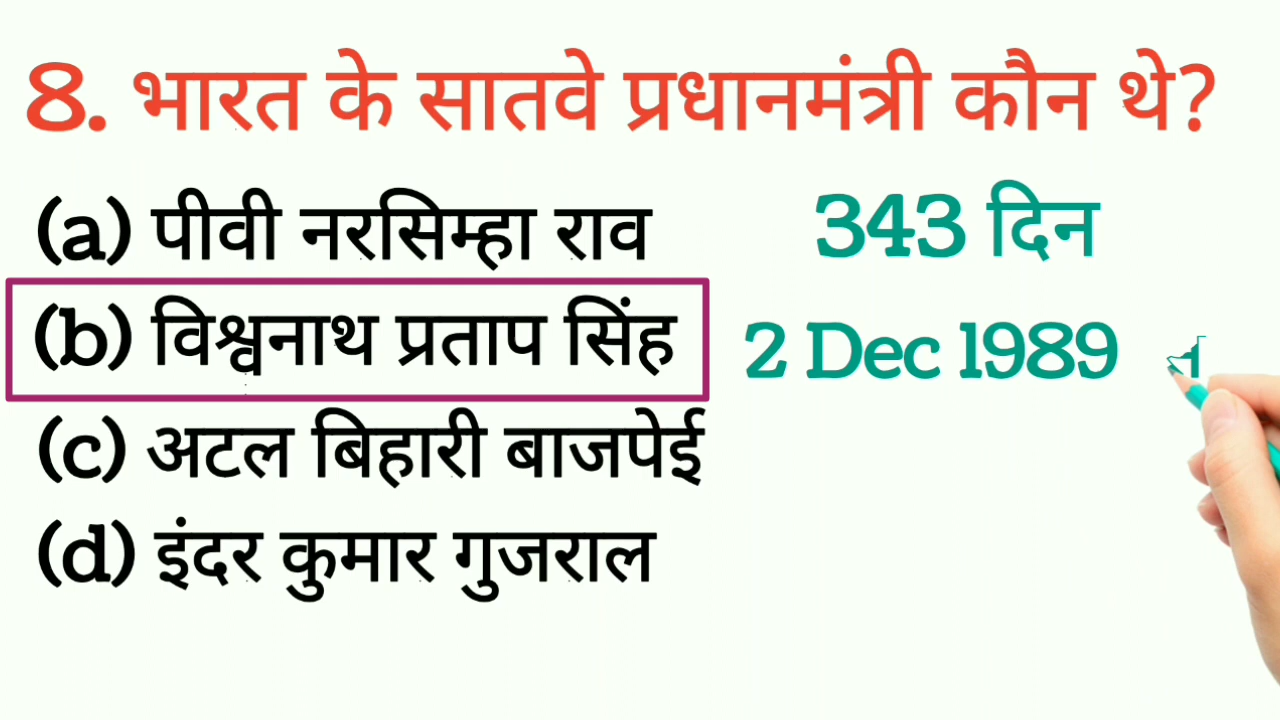 8. भारत के सातवे प्रधानमंत्री कौन थे?
(a) पीवी नरसिम्हा राव
343 दिन
(b) विश्वनाथ प्रताप सिंह
2 Dec 1989
(c) अटल बिहारी बाजपेई
(d) इंदर कुमार गुजराल